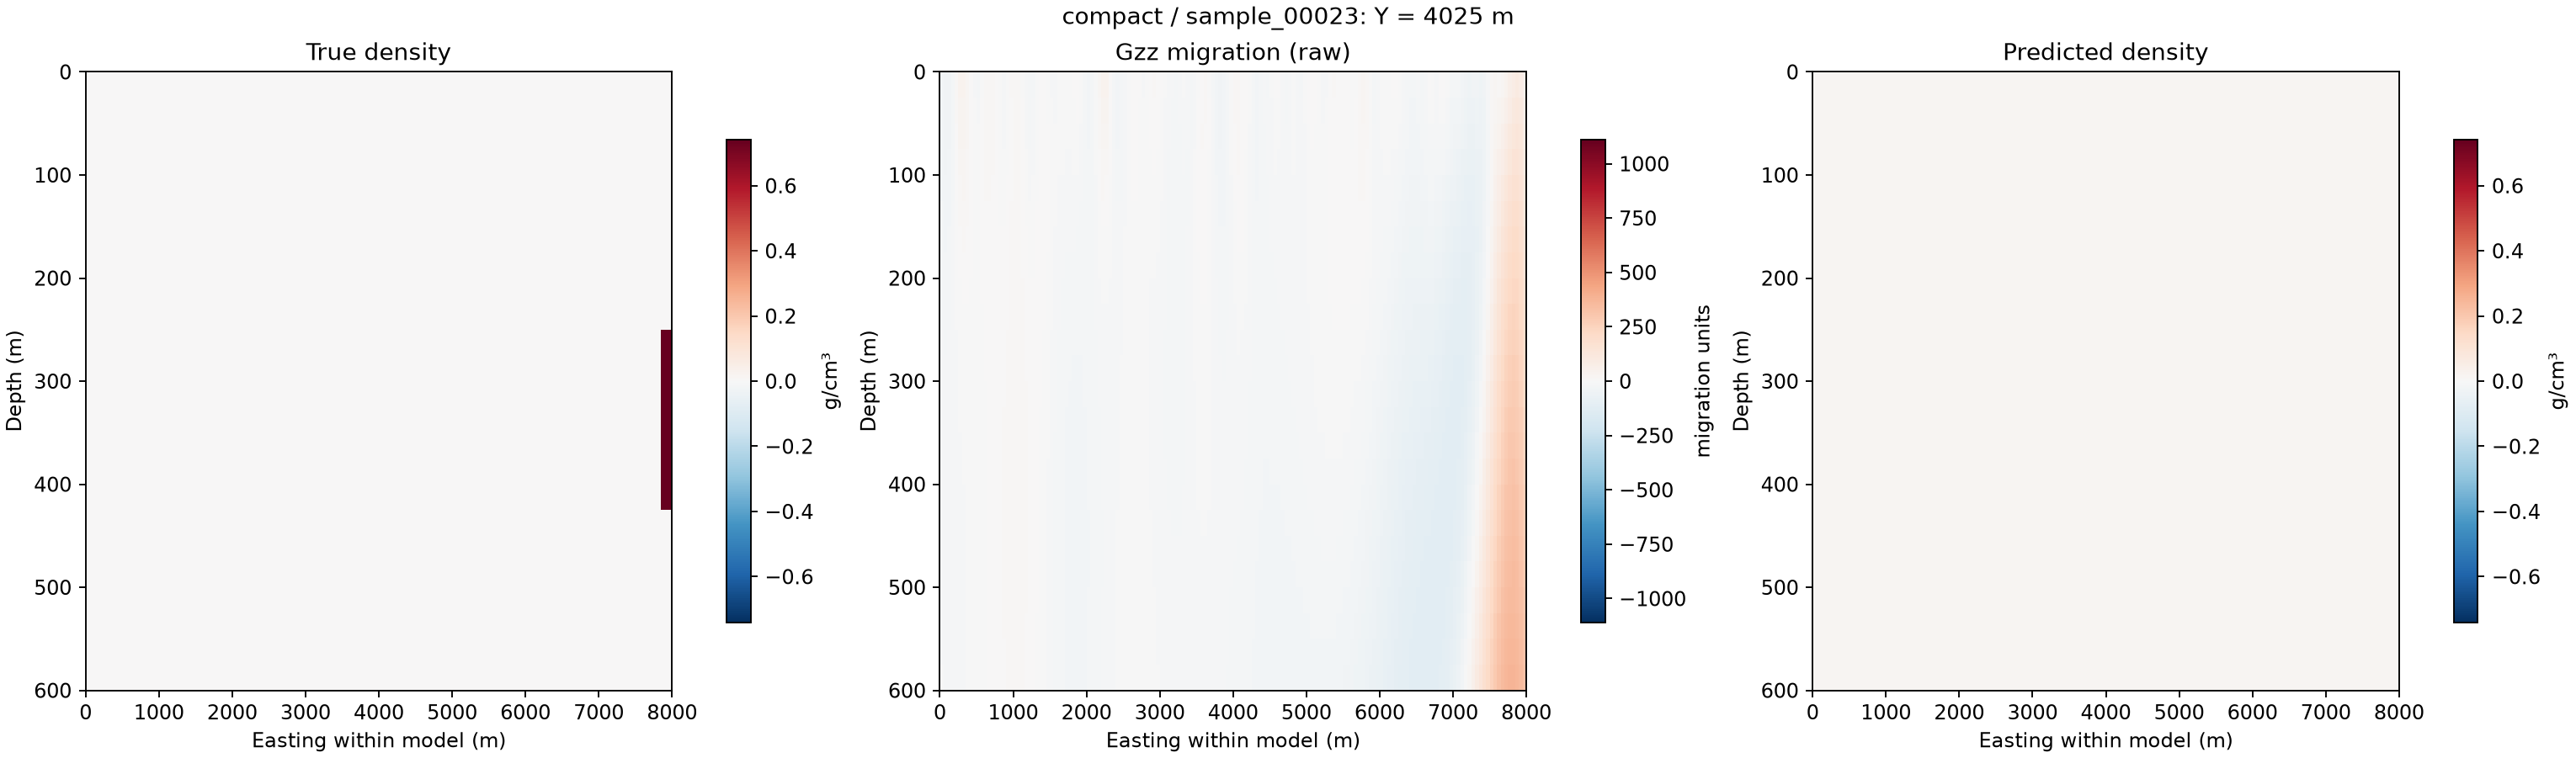 compact / sample_00023: Y = 4025 m
True density
0
100
200
300
400
500
600
Depth (m)
0 1000 2000 3000 4000 5000 6000 7000 8000
Easting within model (m)
0.6
0.4
0.2
0.0
−0.2
−0.4
−0.6
g/cm³
Gzz migration (raw)
0
100
200
300
400
500
600
Depth (m)
0 1000 2000 3000 4000 5000 6000 7000 8000
Easting within model (m)
1000
750
500
250
0
−250
−500
−750
−1000
migration units
Predicted density
0
100
200
300
400
500
600
Depth (m)
0 1000 2000 3000 4000 5000 6000 7000 8000
Easting within model (m)
0.6
0.4
0.2
0.0
−0.2
−0.4
−0.6
g/cm³